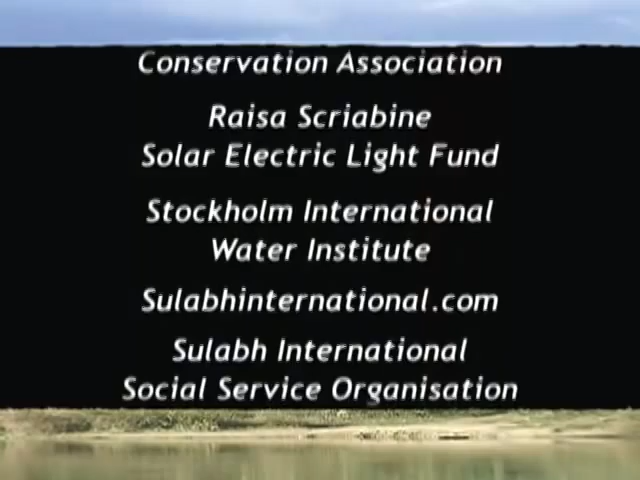 Conservation Association
Raisa Scriabine
Solar Electric Light Fund
Stockholm International
Water Institute
Sulabhinternational.com
Sulabh International
Social Service Organisation